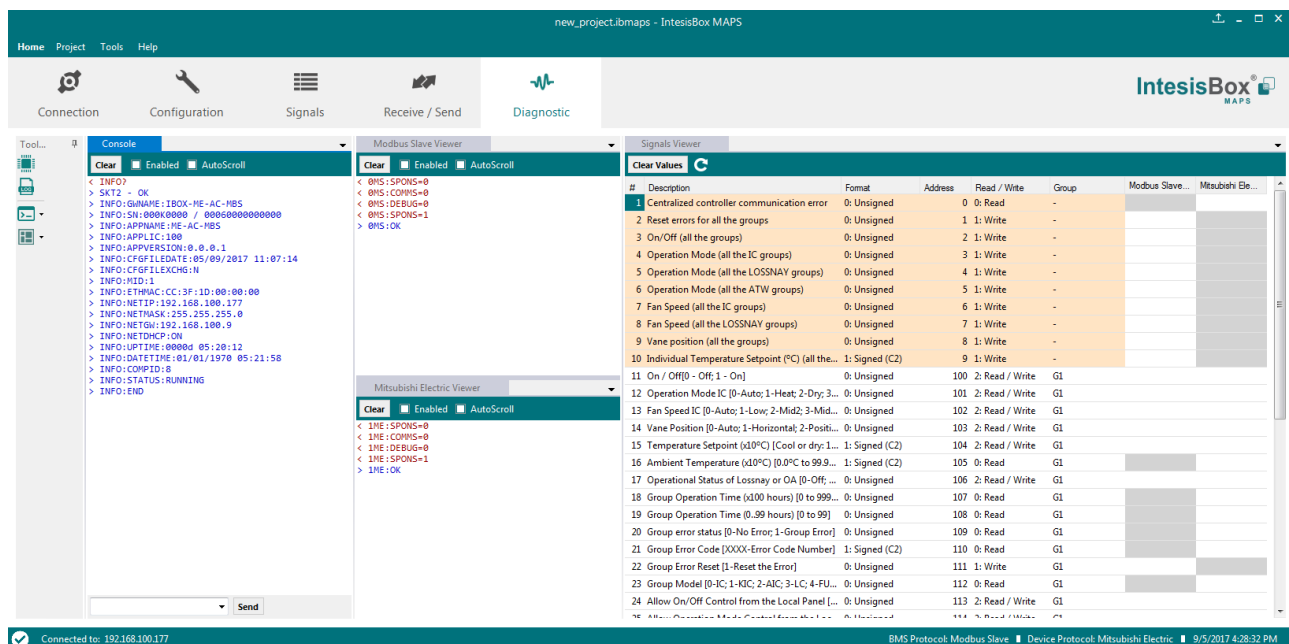 new_project.ibmaps - IntesisBox MAPS
Home Project Tools Help
Connection Configuration Signals Receive / Send Diagnostic
IntesisBox® MAPS
Tool...
Console
Clear Enabled AutoScroll
< INFO?
> SKT2 - OK
> INFO:GWNAME:IBOX-ME-AC-MBS
> INFO:SN:000K0000 / 00060000000000
> INFO:APPNAME:ME-AC-MBS
> INFO:APPLIC:100
> INFO:APPVERSION:0.0.0.1
> INFO:CFGFILEDATE:05/09/2017 11:07:14
> INFO:CFGFILEXCHG:N
> INFO:MID:1
> INFO:ETHMAC:CC:3F:1D:00:00:00
> INFO:NETIP:192.168.100.177
> INFO:NETMASK:255.255.255.0
> INFO:NETGW:192.168.100.9
> INFO:NETDHCP:ON
> INFO:UPTIME:0000d 05:20:12
> INFO:DATETIME:01/01/1970 05:21:58
> INFO:COMPID:8
> INFO:STATUS:RUNNING
> INFO:END
Send
Modbus Slave Viewer
Clear Enabled AutoScroll
< 0MS:SPONS=0
< 0MS:COMMS=0
< 0MS:DEBUG=0
< 0MS:SPONS=1
> 0MS:OK
Mitsubishi Electric Viewer
Clear Enabled AutoScroll
< 1ME:SPONS=0
< 1ME:COMMS=0
< 1ME:DEBUG=0
< 1ME:SPONS=1
> 1ME:OK
Signals Viewer
Clear Values
# Description Format Address Read / Write Group Modbus Slave... Mitsubishi Ele...
1 Centralized controller communication error 0: Unsigned 0 0: Read -
2 Reset errors for all the groups 0: Unsigned 1 1: Write -
3 On/Off (all the groups) 0: Unsigned 2 1: Write -
4 Operation Mode (all the IC groups) 0: Unsigned 3 1: Write -
5 Operation Mode (all the LOSSNAY groups) 0: Unsigned 4 1: Write -
6 Operation Mode (all the ATW groups) 0: Unsigned 5 1: Write -
7 Fan Speed (all the IC groups) 0: Unsigned 6 1: Write -
8 Fan Speed (all the LOSSNAY groups) 0: Unsigned 7 1: Write -
9 Vane position (all the groups) 0: Unsigned 8 1: Write -
10 Individual Temperature Setpoint (ºC) (all the... 1: Signed (C2) 9 1: Write -
11 On / Off[0 - Off; 1 - On] 0: Unsigned 100 2: Read / Write G1
12 Operation Mode IC [0-Auto; 1-Heat; 2-Dry; 3... 0: Unsigned 101 2: Read / Write G1
13 Fan Speed IC [0-Auto; 1-Low; 2-Mid2; 3-Mid... 0: Unsigned 102 2: Read / Write G1
14 Vane Position [0-Auto; 1-Horizontal; 2-Positi... 0: Unsigned 103 2: Read / Write G1
15 Temperature Setpoint (x10ºC) [Cool or dry: 1... 1: Signed (C2) 104 2: Read / Write G1
16 Ambient Temperature (x10ºC) [0.0ºC to 99.9... 1: Signed (C2) 105 0: Read G1
17 Operational Status of Lossnay or OA [0-Off; ... 0: Unsigned 106 2: Read / Write G1
18 Group Operation Time (x100 hours) [0 to 999... 0: Unsigned 107 0: Read G1
19 Group Operation Time (0..99 hours) [0 to 99] 0: Unsigned 108 0: Read G1
20 Group error status [0-No Error; 1-Group Error] 0: Unsigned 109 0: Read G1
21 Group Error Code [XXXX-Error Code Number] 1: Signed (C2) 110 0: Read G1
22 Group Error Reset [1-Reset the Error] 0: Unsigned 111 1: Write G1
23 Group Model [0-IC; 1-KIC; 2-AIC; 3-LC; 4-FU... 0: Unsigned 112 0: Read G1
24 Allow On/Off Control from the Local Panel [... 0: Unsigned 113 2: Read / Write G1
Connected to: 192.168.100.177
BMS Protocol: Modbus Slave Device Protocol: Mitsubishi Electric 9/5/2017 4:28:32 PM